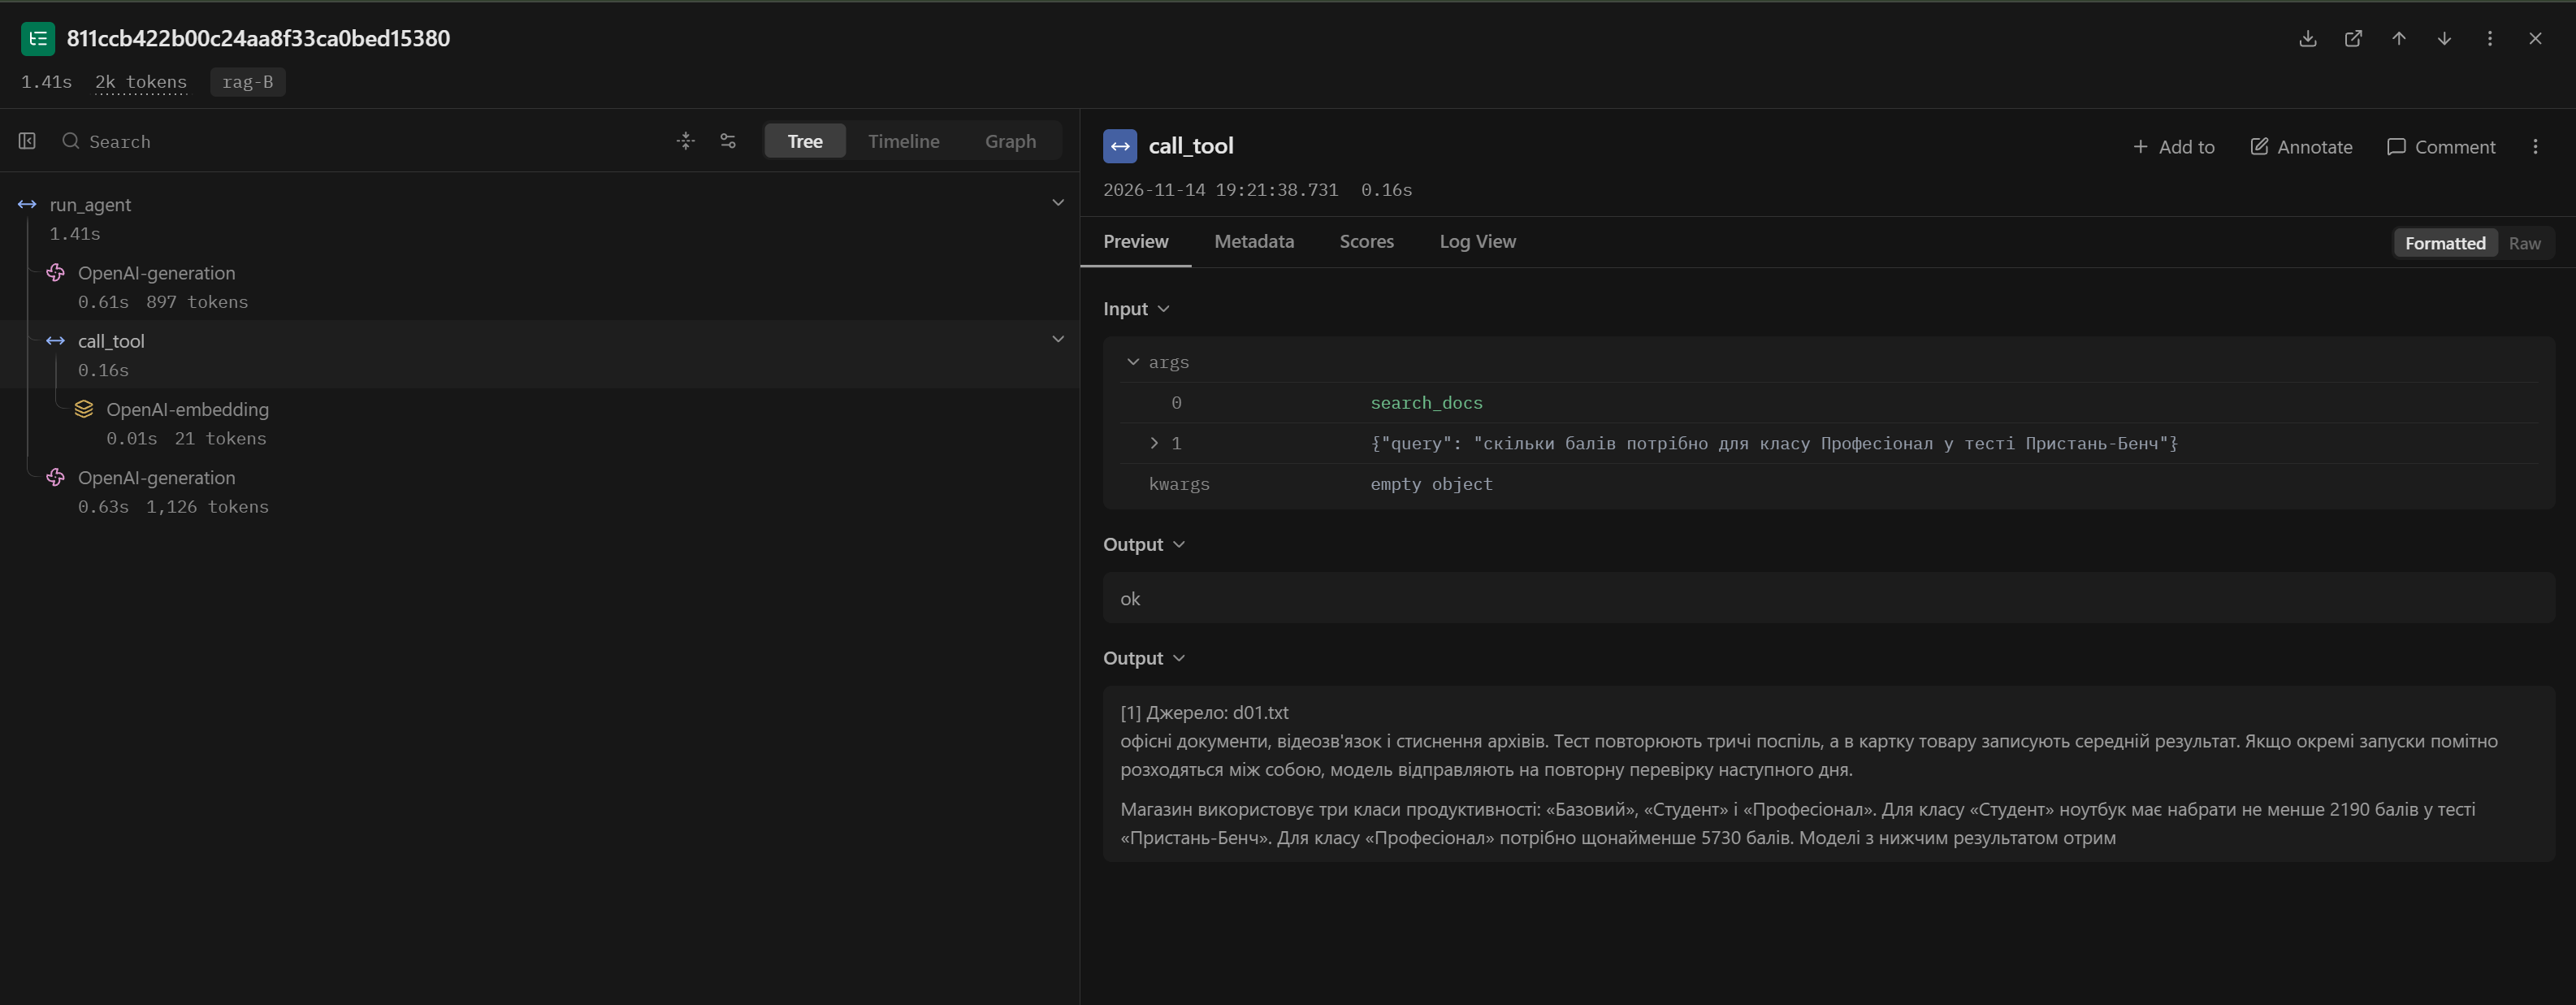 811ccb422b00c24aa8f33ca0bed15380
1.41s 2k tokens rag-B
Search
Tree Timeline Graph
run_agent
1.41s
OpenAI-generation
0.61s 897 tokens
call_tool
0.16s
OpenAI-embedding
0.01s 21 tokens
OpenAI-generation
0.63s 1,126 tokens
call_tool
Add to Annotate Comment
2026-11-14 19:21:38.731 0.16s
Preview Metadata Scores Log View
Formatted Raw
Input
args
0 search_docs
1 {"query": "скільки балів потрібно для класу Професіонал у тесті Пристань-Бенч"}
kwargs empty object
Output
ok
Output
[1] Джерело: d01.txt
офісні документи, відеозв'язок і стиснення архівів. Тест повторюють тричі поспіль, а в картку товару записують середній результат. Якщо окремі запуски помітно
розходяться між собою, модель відправляють на повторну перевірку наступного дня.
Магазин використовує три класи продуктивності: «Базовий», «Студент» і «Професіонал». Для класу «Студент» ноутбук має набрати не менше 2190 балів у тесті
«Пристань-Бенч». Для класу «Професіонал» потрібно щонайменше 5730 балів. Моделі з нижчим результатом отрим